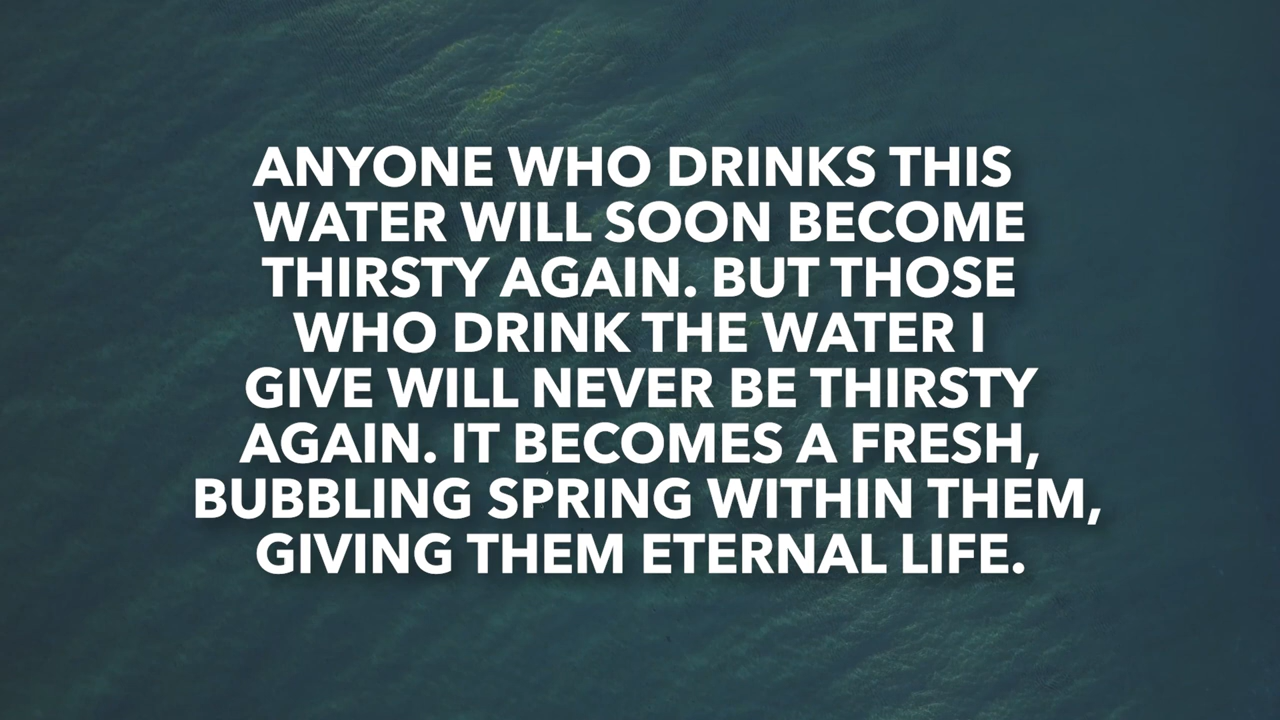 ANYONE WHO DRINKS THIS
WATER WILL SOON BECOME
THIRSTY AGAIN. BUT THOSE
WHO DRINK THE WATER I
GIVE WILL NEVER BE THIRSTY
AGAIN. IT BECOMES A FRESH,
BUBBLING SPRING WITHIN THEM,
GIVING THEM ETERNAL LIFE.